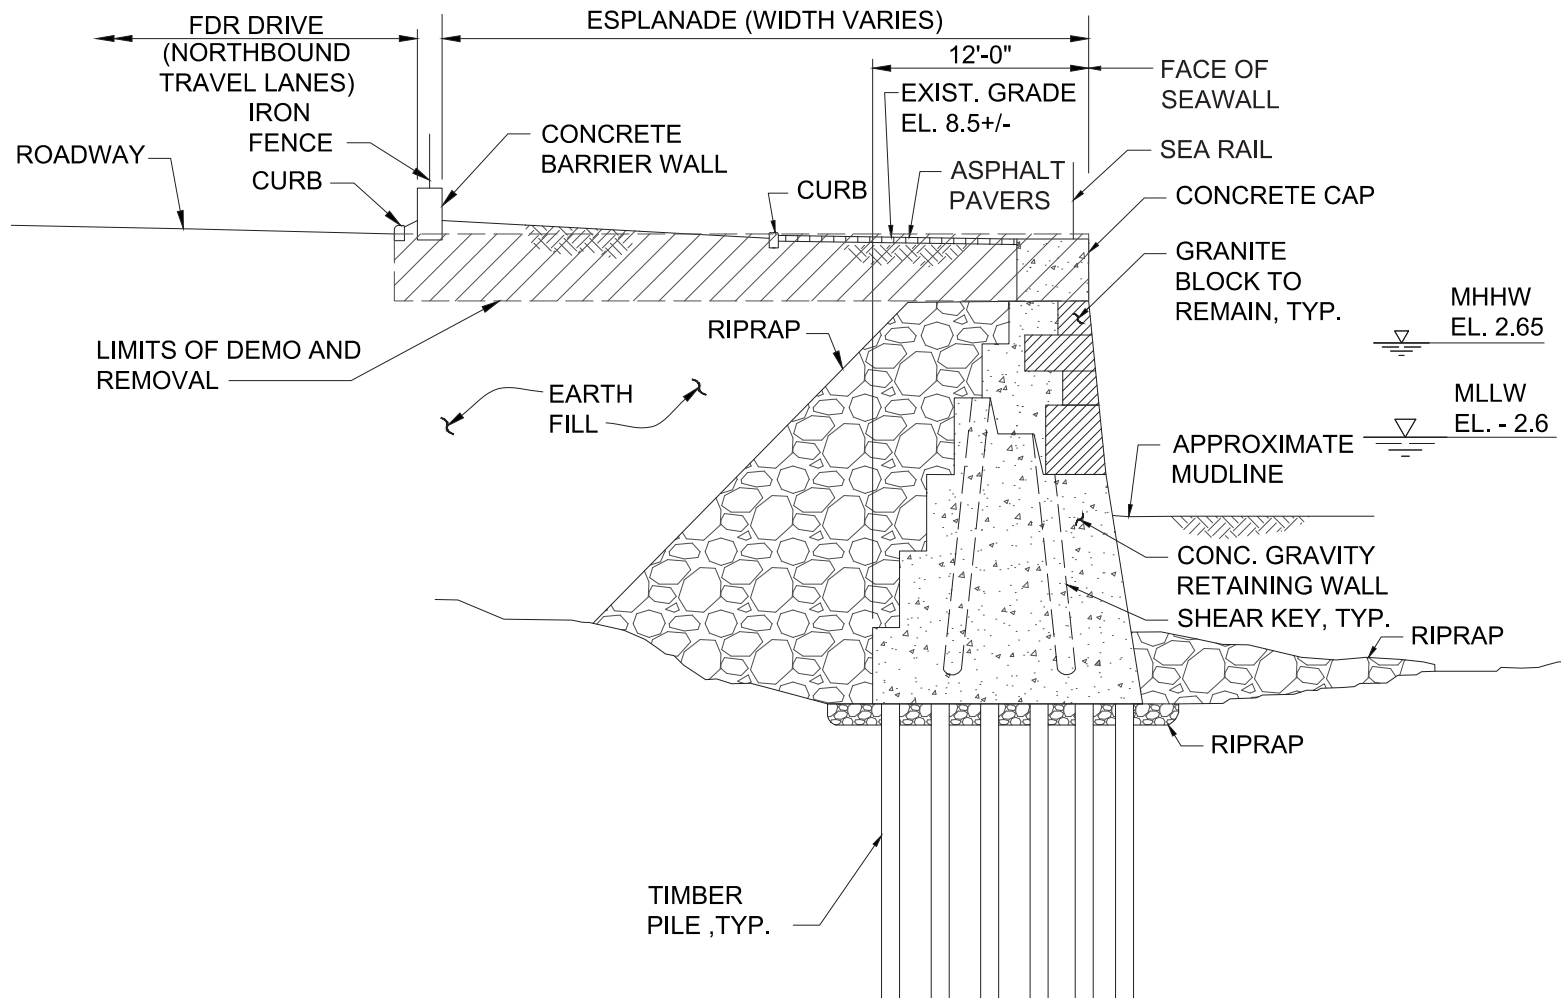 FDR DRIVE
(NORTHBOUND
TRAVEL LANES)
ESPLANADE (WIDTH VARIES)
12'-0"
FACE OF
SEAWALL
IRON
FENCE
CONCRETE
BARRIER WALL
EXIST. GRADE
EL. 8.5+/-
ROADWAY
CURB
CURB
ASPHALT
PAVERS
SEA RAIL
CONCRETE CAP
GRANITE
BLOCK TO
REMAIN, TYP.
MHHW
EL. 2.65
RIPRAP
LIMITS OF DEMO AND
REMOVAL
EARTH
FILL
MLLW
EL. - 2.6
APPROXIMATE
MUDLINE
CONC. GRAVITY
RETAINING WALL
SHEAR KEY, TYP.
RIPRAP
RIPRAP
TIMBER
PILE ,TYP.